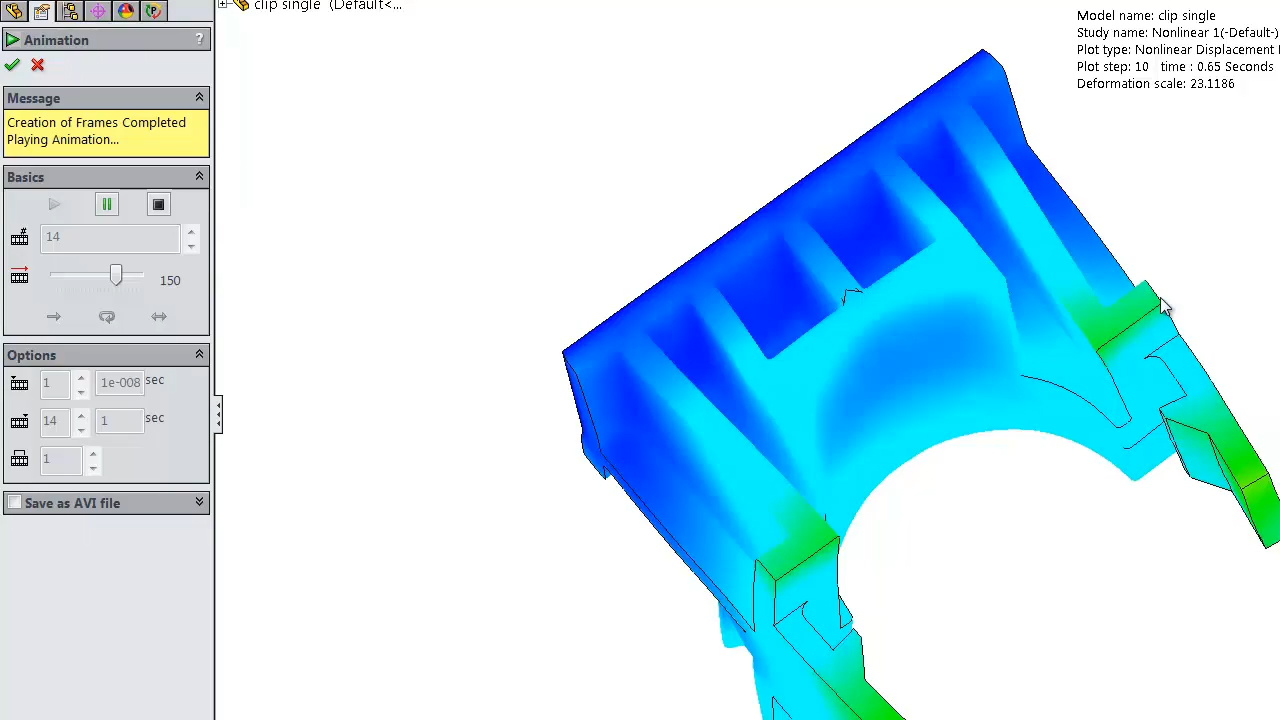 clip single (Default<...
Model name: clip single
Study name: Nonlinear 1(-Default-)
Plot type: Nonlinear Displacement
Plot step: 10 time : 0.65 Seconds
Deformation scale: 23.1186
Animation ?
Message
Creation of Frames Completed
Playing Animation...
Basics
14
150
Options
1 1e-008 sec
14 1 sec
1
Save as AVI file